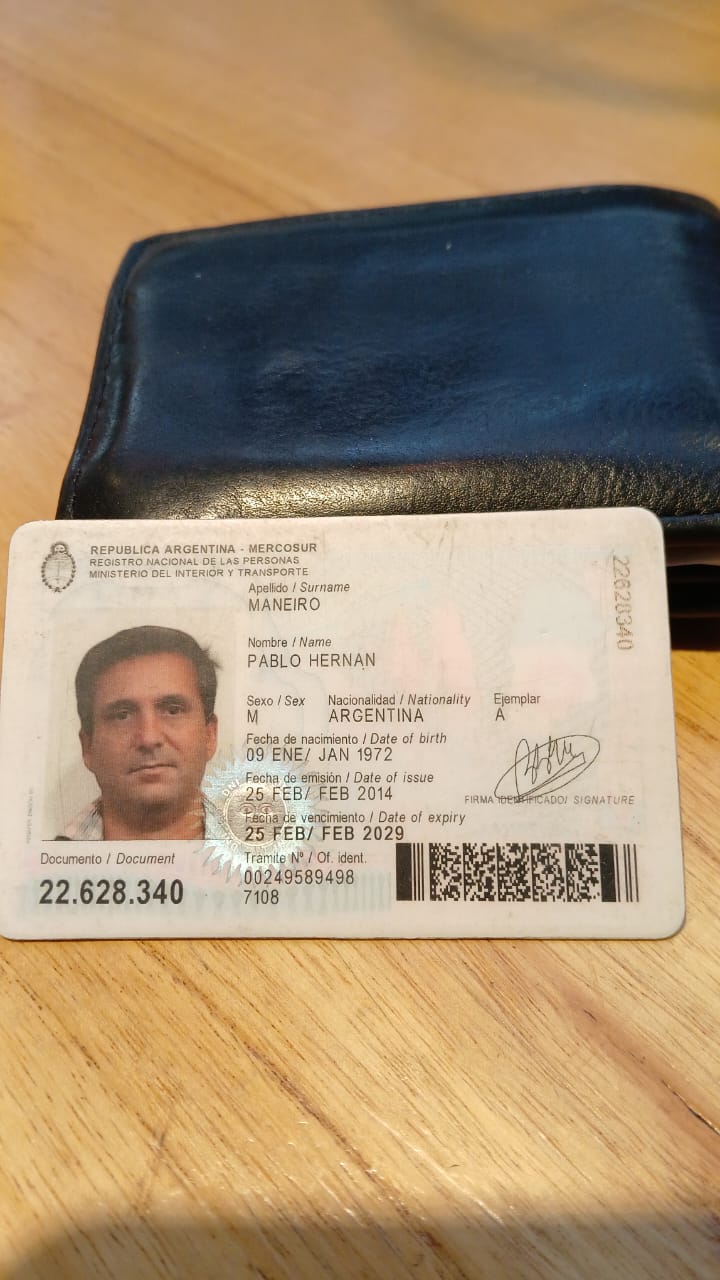 REPUBLICA ARGENTINA - MERCOSUR
REGISTRO NACIONAL DE LAS PERSONAS
MINISTERIO DEL INTERIOR Y TRANSPORTE
Apellido / Surname
MANEIRO
Nombre / Name
PABLO HERNAN
Sexo / Sex Nacionalidad / Nationality Ejemplar
M ARGENTINA A
Fecha de nacimiento / Date of birth
09 ENE/ JAN 1972
Fecha de emisión / Date of issue
25 FEB/ FEB 2014
FIRMA IDENTIFICADO/ SIGNATURE
Fecha de vencimiento / Date of expiry
25 FEB/ FEB 2029
Documento / Document
22.628.340
Trámite Nº / Of. ident.
00249589498
7108
22628340
DNI